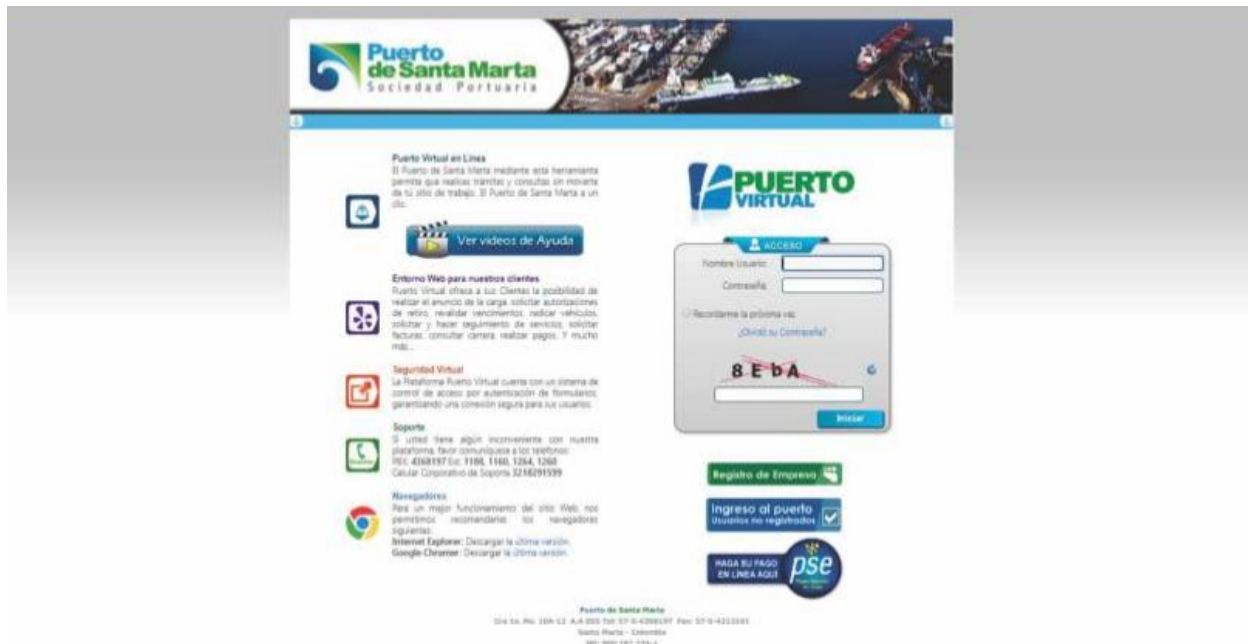 Puerto
de Santa Marta
Sociedad Portuaria
Puerto Virtual en Línea
El Puerto de Santa Marta mediante esta herramienta
permite que realices trámites y consultas sin moverte
de tú sitio de trabajo. El Puerto de Santa Marta a un
clic.
Ver videos de Ayuda
Entorno Web para nuestros clientes
Puerto Virtual ofrece a sus Clientes la posibilidad de
realizar el anuncio de la carga, solicitar autorizaciones
de retiro, revalidar vencimientos, radicar vehículos,
solicitar y hacer seguimiento de servicios, solicitar
facturas, consultar cartera, realizar pagos. Y mucho
más...
Seguridad Virtual
La Plataforma Puerto Virtual cuenta con un sistema de
control de acceso por autenticación de formularios,
garantizando una conexión segura para sus usuarios.
Soporte
Si usted tiene algún inconveniente con nuestra
plataforma, favor comuníquese a los teléfonos:
PBX: 4368197 Ext: 1188, 1160, 1264, 1260
Celular Corporativo de Soporte 3218291599
Navegadores
Para un mejor funcionamiento del sitio Web, nos
permitimos recomendarles los navegadores
siguientes:
Internet Explorer: Descargar la última versión.
Google Chrome: Descargar la última versión.
PUERTO
VIRTUAL
ACCESO
Nombre Usuario:
Contraseña:
Recordarme la próxima vez.
¿Olvidó su Contraseña?
8 E b A
Iniciar
Registro de Empresa
Ingreso al puerto
Usuarios no registrados
HAGA SU PAGO
EN LÍNEA AQUÍ
pse
Puerto de Santa Marta
Santa Marta - Colombia